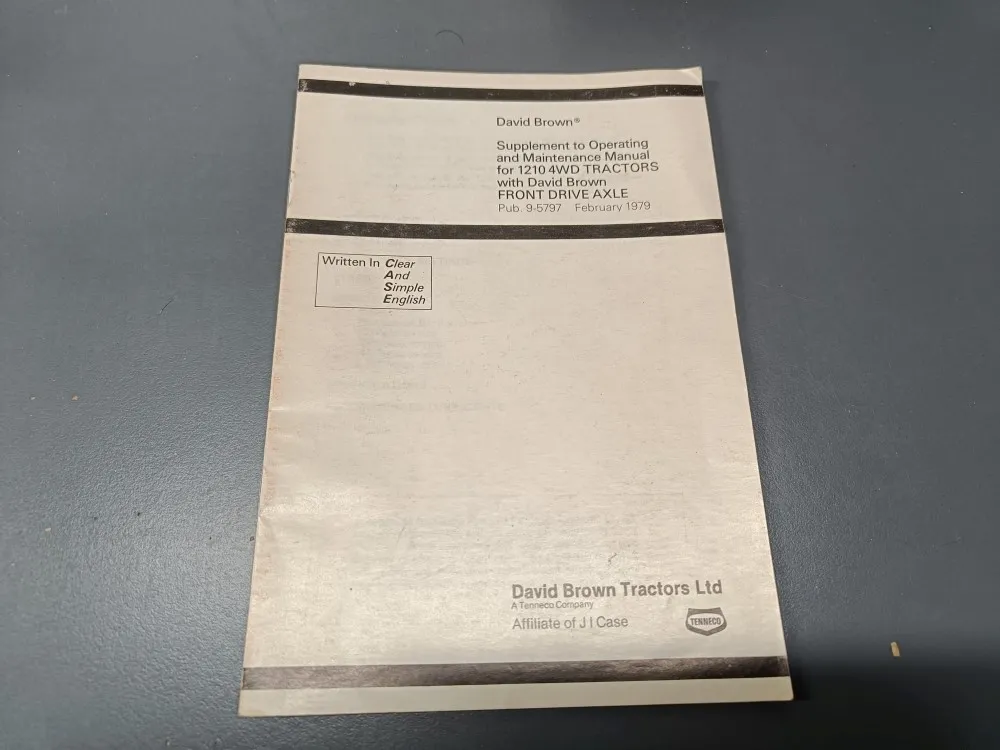 David Brown®
Supplement to Operating
and Maintenance Manual
for 1210 4WD TRACTORS
with David Brown
FRONT DRIVE AXLE
Pub. 9-5797 February 1979
Written In Clear
And
Simple
English
David Brown Tractors Ltd
A Tenneco Company
Affiliate of J I Case
TENNECO